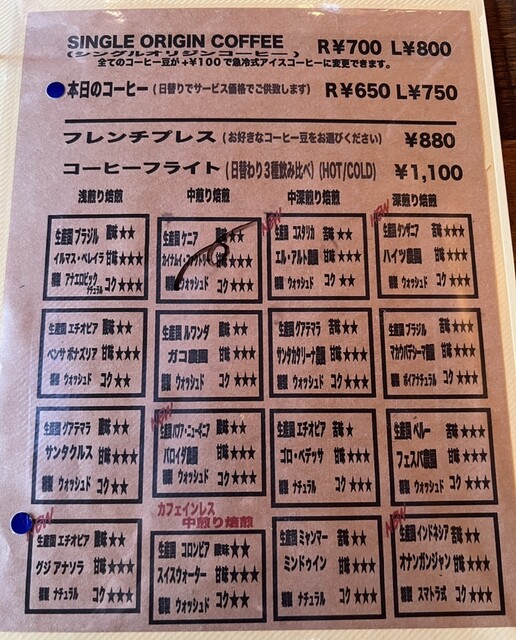 SINGLE ORIGIN COFFEE R¥700 L¥800
(シングルオリジンコーヒー)
全てのコーヒー豆が+¥100で急冷式アイスコーヒーに変更できます。
本日のコーヒー(日替りでサービス価格でご供致します) R¥650 L¥750
フレンチプレス(お好きなコーヒー豆をお選びください) ¥880
コーヒーフライト(日替わり3種飲み比べ)(HOT/COLD) ¥1,100
浅煎り焙煎 中煎り焙煎 中深煎り焙煎 深煎り焙煎
生産国 ブラジル 酸味★★
イルマス・ペレイラ 甘味★★★
精製 アナエロビック ナチュラル コク★★★
生産国 ケニア 酸味★★
甘味★★★
精製 ウォッシュド コク★★★
NEW
生産国 コスタリカ 苦味★★
エル・アルト農園 甘味★★★
精製 ウォッシュド コク★★
NEW
生産国 タンザニア 苦味★★★
ハイツ農園 甘味★★★
精製 ウォッシュド コク★★
生産国 エチオピア 酸味★★
ベンサ ボナズリア 甘味★★★
精製 ウォッシュド コク★★
生産国 ルワンダ 酸味★★
ガコ農園 甘味★★★
精製 ウォッシュド コク★★★
生産国 グアテマラ 苦味★★
サンタカタリーナ農園 甘味★★★
精製 ウォッシュド コク★★★
生産国 ブラジル 苦味★★
マカウバデシーマ農園 甘味★★★
精製 ボイアナチュラル コク★★★
生産国 グアテマラ 酸味★★
サンタクルス 甘味★★★
精製 ウォッシュド コク★★
NEW
生産国 パプア・ニューギニア 酸味★★
バロイダ農園 甘味★★★
精製 ウォッシュド コク★★★
生産国 エチオピア 苦味★
ゴロ・ベデッサ 甘味★★★
精製 ナチュラル コク★★
生産国 ペルー 苦味★★★
フェスパ農園 甘味★★★
精製 ウォッシュド コク★★
NEW
生産国 エチオピア 酸味★★
グジ アナソラ 甘味★★★
精製 ナチュラル コク★★★
カフェインレス
中煎り焙煎
生産国 コロンビア 酸味★★
スイスウォーター 甘味★★★
精製 ウォッシュド コク★★
生産国 ミャンマー 苦味★★
ミンドゥイン 甘味★★★
精製 ナチュラル コク★★★
NEW
生産国 インドネシア 苦味★★
オナンガンジャン 甘味★★★
精製 スマトラ式 コク★★★